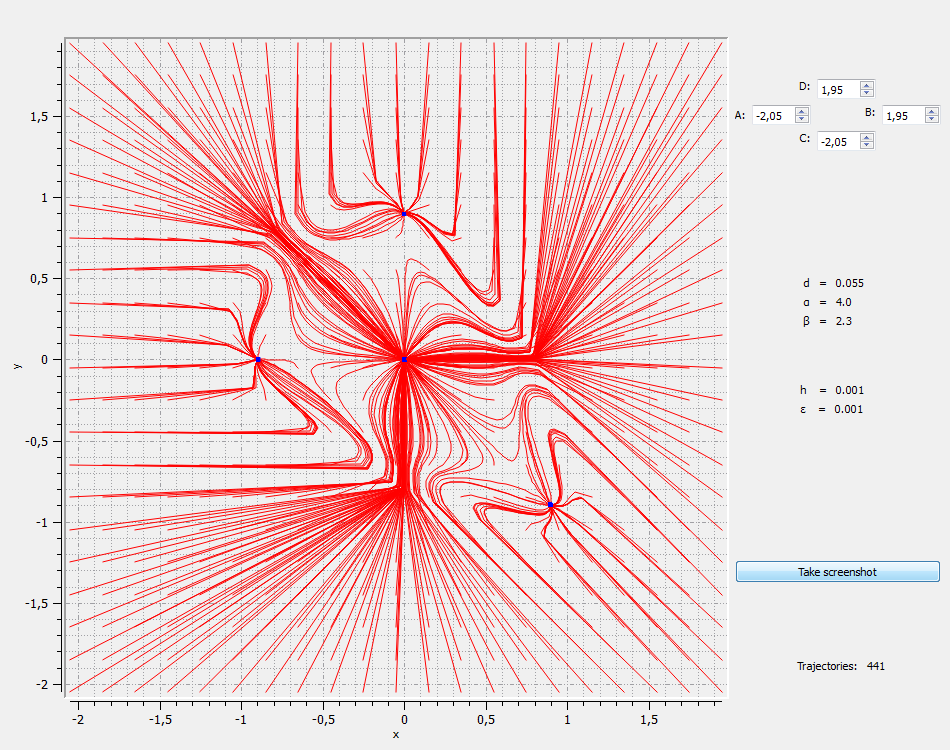 D: 1,95
A: -2,05 B: 1,95
C: -2,05
d = 0.055
α = 4.0
β = 2.3
h = 0.001
ε = 0.001
Take screenshot
Trajectories: 441
1,5
1
0,5
0
-0,5
-1
-1,5
-2
y
-2 -1,5 -1 -0,5 0 0,5 1 1,5
x